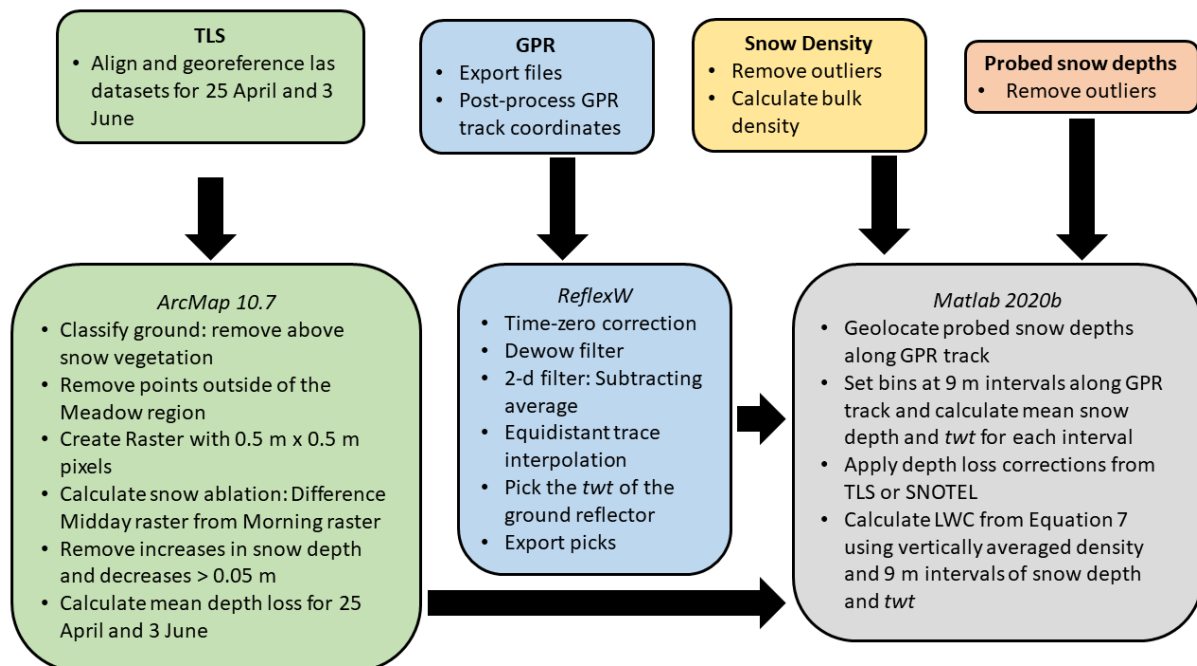 TLS
• Align and georeference las
datasets for 25 April and 3
June
GPR
• Export files
• Post-process GPR
track coordinates
Snow Density
• Remove outliers
• Calculate bulk
density
Probed snow depths
• Remove outliers
ArcMap 10.7
• Classify ground: remove above
snow vegetation
• Remove points outside of the
Meadow region
• Create Raster with 0.5 m x 0.5 m
pixels
• Calculate snow ablation: Difference
Midday raster from Morning raster
• Remove increases in snow depth
and decreases > 0.05 m
• Calculate mean depth loss for 25
April and 3 June
ReflexW
• Time-zero correction
• Dewow filter
• 2-d filter: Subtracting
average
• Equidistant trace
interpolation
• Pick the twt of the
ground reflector
• Export picks
Matlab 2020b
• Geolocate probed snow depths
along GPR track
• Set bins at 9 m intervals along GPR
track and calculate mean snow
depth and twt for each interval
• Apply depth loss corrections from
TLS or SNOTEL
• Calculate LWC from Equation 7
using vertically averaged density
and 9 m intervals of snow depth
and twt